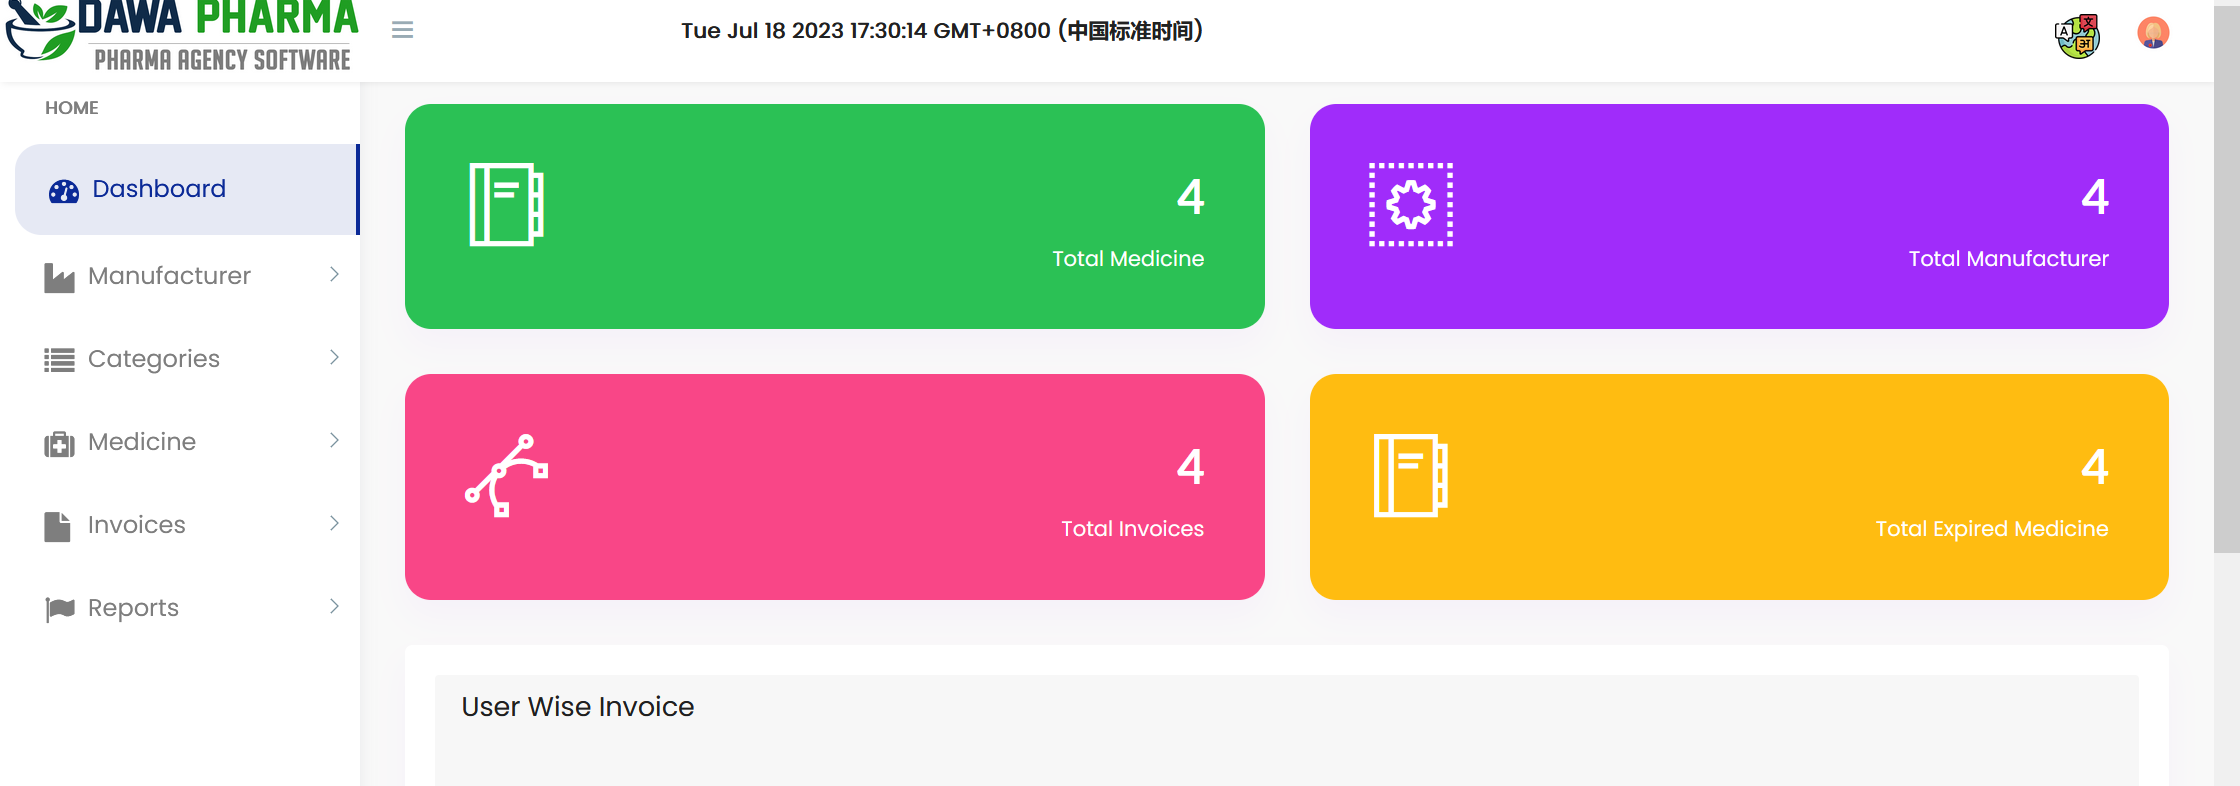 DAWA PHARMA
PHARMA AGENCY SOFTWARE
Tue Jul 18 2023 17:30:14 GMT+0800 (中国标准时间)
A
文
अ
HOME
Dashboard
Manufacturer
Categories
Medicine
Invoices
Reports
4
Total Medicine
4
Total Manufacturer
4
Total Invoices
4
Total Expired Medicine
User Wise Invoice